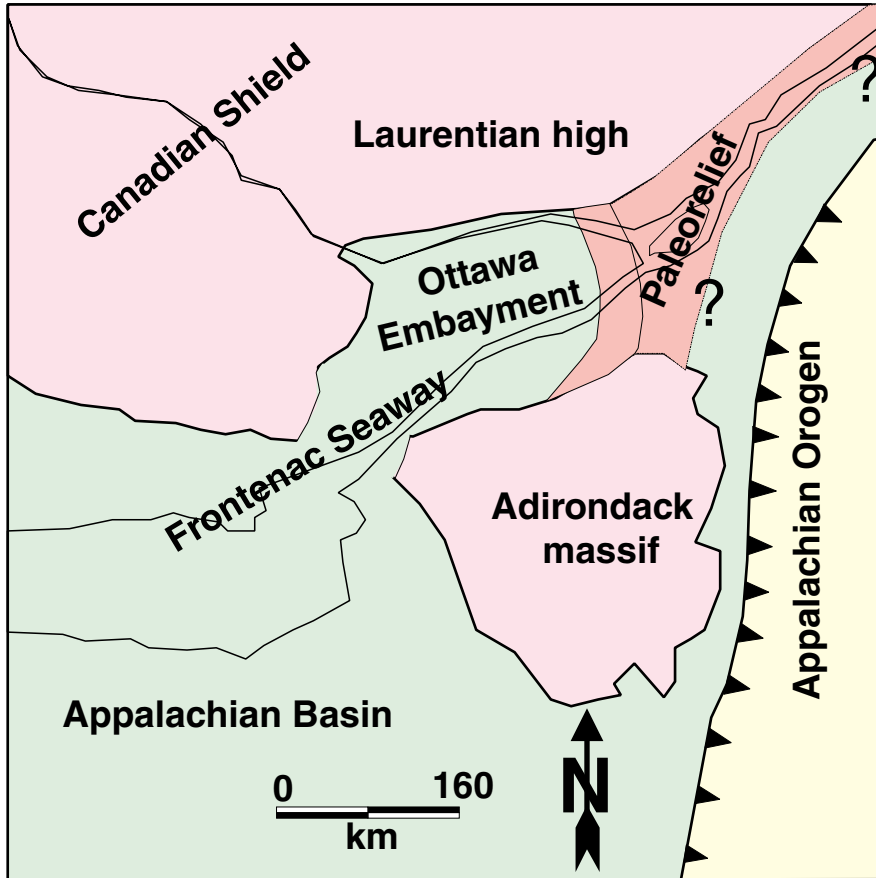 Canadian Shield
Laurentian high
?
Paleorelief
Ottawa
Embayment
?
Frontenac Seaway
Adirondack
massif
Appalachian Orogen
Appalachian Basin
0 160
km
N